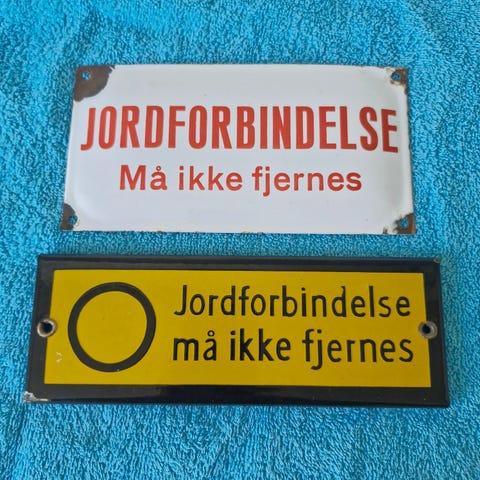 JORDFORBINDELSE
Må ikke fjernes
Jordforbindelse
må ikke fjernes